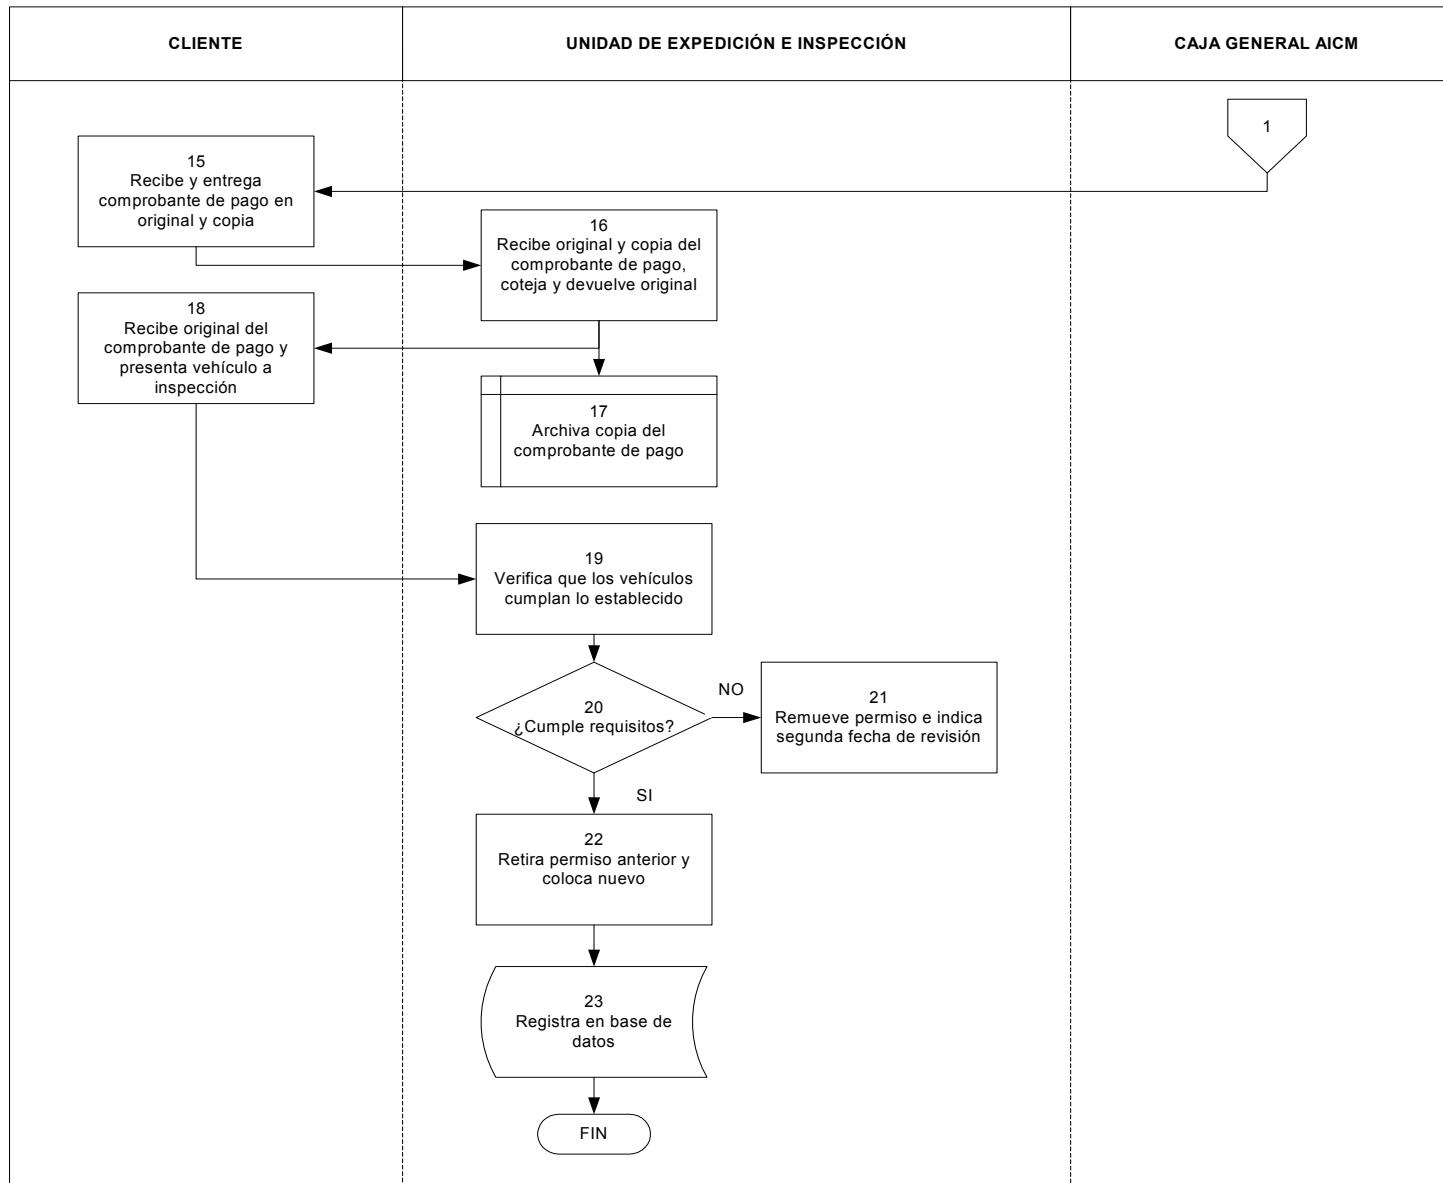 CLIENTE
UNIDAD DE EXPEDICIÓN E INSPECCIÓN
CAJA GENERAL AICM
1
15
Recibe y entrega
comprobante de pago en
original y copia
16
Recibe original y copia del
comprobante de pago,
coteja y devuelve original
18
Recibe original del
comprobante de pago y
presenta vehículo a
inspección
17
Archiva copia del
comprobante de pago
19
Verifica que los vehículos
cumplan lo establecido
20
¿Cumple requisitos?
NO
21
Remueve permiso e indica
segunda fecha de revisión
SI
22
Retira permiso anterior y
coloca nuevo
23
Registra en base de
datos
FIN